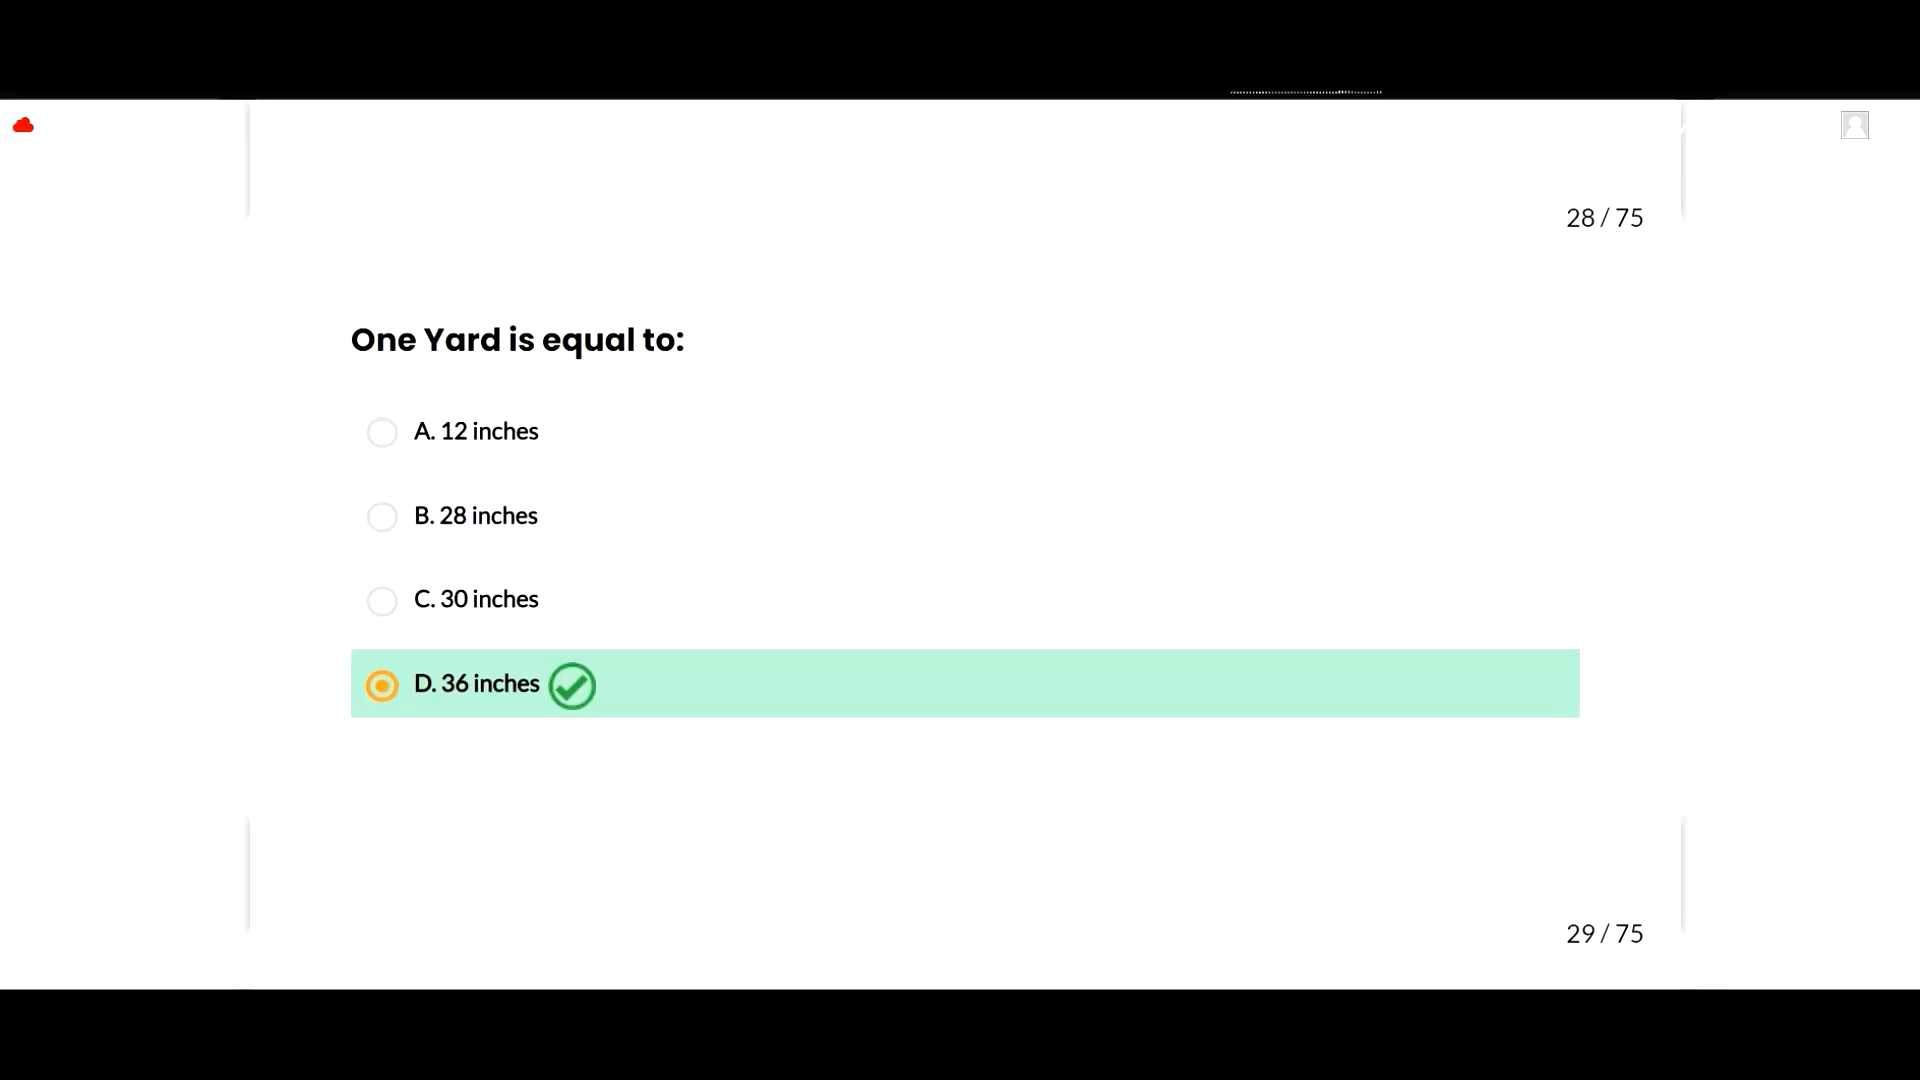 28 / 75
One Yard is equal to:
A. 12 inches
B. 28 inches
C. 30 inches
D. 36 inches
29 / 75